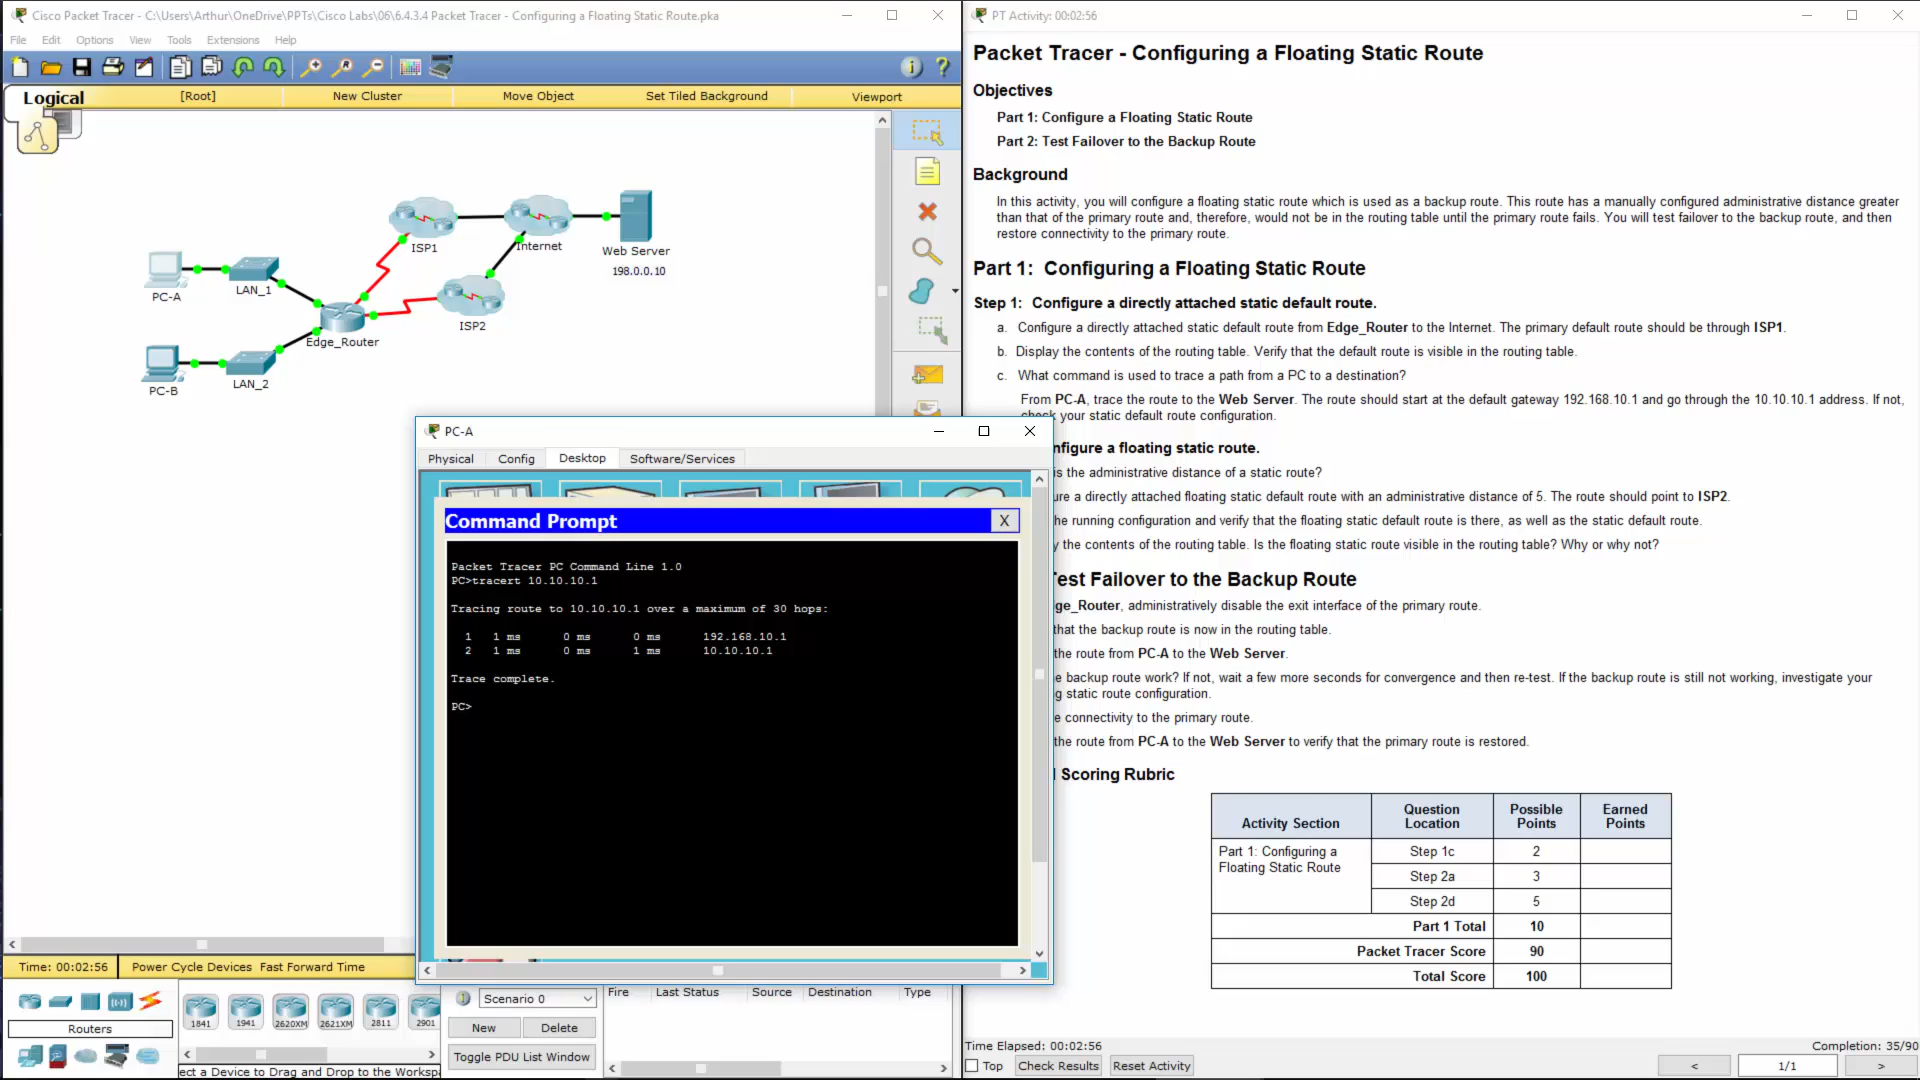 Cisco Packet Tracer - C:\Users\Arthur\OneDrive\PPTs\Cisco Labs\06\6.4.3.4 Packet Tracer - Configuring a Floating Static Route.pka
File Edit Options View Tools Extensions Help
Logical [Root] New Cluster Move Object Set Tiled Background Viewport
ISP1
Internet
Web Server
198.0.0.10
PC-A
LAN_1
ISP2
Edge_Router
PC-B
LAN_2
PC-A
Physical Config Desktop Software/Services
Command Prompt
X
Packet Tracer PC Command Line 1.0
PC>tracert 10.10.10.1
Tracing route to 10.10.10.1 over a maximum of 30 hops:
1 1 ms 0 ms 0 ms 192.168.10.1
2 1 ms 0 ms 1 ms 10.10.10.1
Trace complete.
PC>
Time: 00:02:56 Power Cycle Devices Fast Forward Time
Routers
1841 1941 2620XM 2621XM 2811 2901
Scenario 0
New Delete
Toggle PDU List Window
Fire Last Status Source Destination Type
ect a Device to Drag and Drop to the Workspa
PT Activity: 00:02:56
Packet Tracer - Configuring a Floating Static Route
Objectives
Part 1: Configure a Floating Static Route
Part 2: Test Failover to the Backup Route
Background
In this activity, you will configure a floating static route which is used as a backup route. This route has a manually configured administrative distance greater
than that of the primary route and, therefore, would not be in the routing table until the primary route fails. You will test failover to the backup route, and then
restore connectivity to the primary route.
Part 1: Configuring a Floating Static Route
Step 1: Configure a directly attached static default route.
a. Configure a directly attached static default route from Edge_Router to the Internet. The primary default route should be through ISP1.
b. Display the contents of the routing table. Verify that the default route is visible in the routing table.
c. What command is used to trace a path from a PC to a destination?
From PC-A, trace the route to the Web Server. The route should start at the default gateway 192.168.10.1 and go through the 10.10.10.1 address. If not,
check your static default route configuration.
nfigure a floating static route.
is the administrative distance of a static route?
ure a directly attached floating static default route with an administrative distance of 5. The route should point to ISP2.
he running configuration and verify that the floating static default route is there, as well as the static default route.
y the contents of the routing table. Is the floating static route visible in the routing table? Why or why not?
Test Failover to the Backup Route
ge_Router, administratively disable the exit interface of the primary route.
that the backup route is now in the routing table.
the route from PC-A to the Web Server.
e backup route work? If not, wait a few more seconds for convergence and then re-test. If the backup route is still not working, investigate your
g static route configuration.
e connectivity to the primary route.
the route from PC-A to the Web Server to verify that the primary route is restored.
Scoring Rubric
Activity Section Question Location Possible Points Earned Points
Part 1: Configuring a Floating Static Route Step 1c 2
Step 2a 3
Step 2d 5
Part 1 Total 10
Packet Tracer Score 90
Total Score 100
Time Elapsed: 00:02:56 Completion: 35/90
Top Check Results Reset Activity < 1/1 >